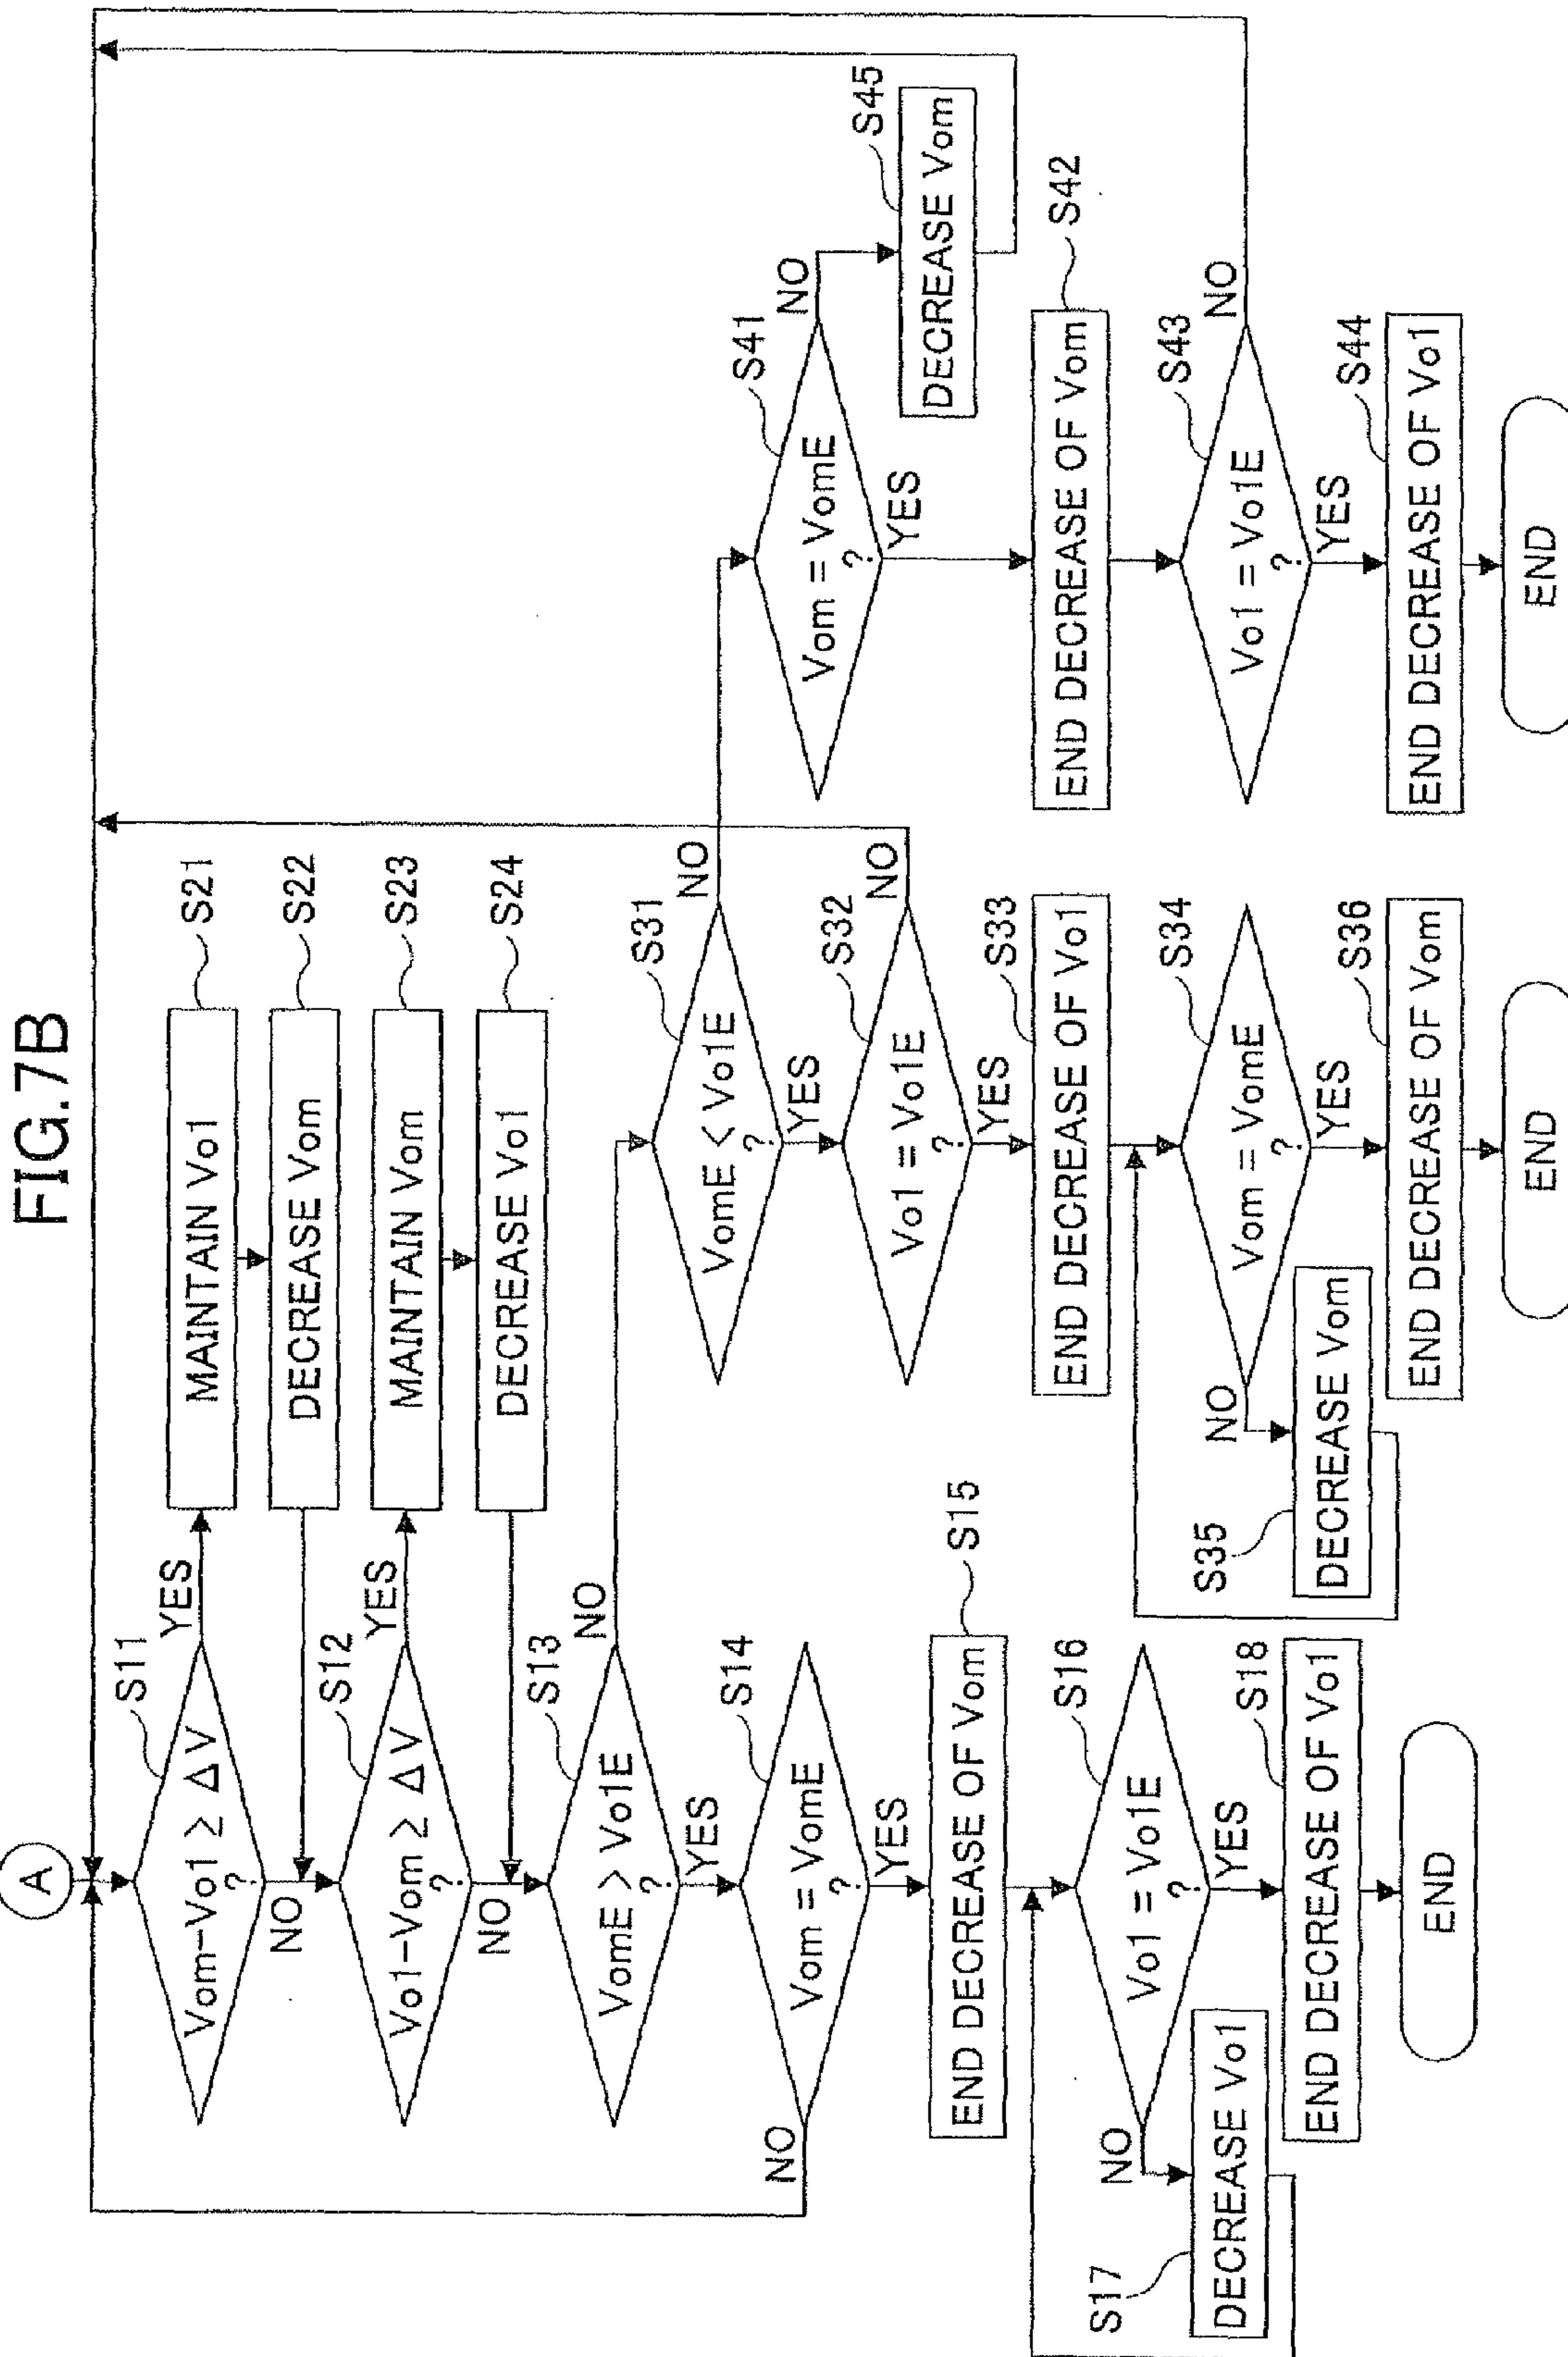 FIG.7B
A
S11
Vom-Vo1 ≥ ΔV
?
YES
NO
S21
MAINTAIN Vo1
S22
DECREASE Vom
S12
Vo1-Vom ≥ ΔV
?
YES
NO
S23
MAINTAIN Vom
S24
DECREASE Vo1
S13
VomE > Vo1E
?
NO
YES
S14
Vom = VomE
?
NO
YES
S15
END DECREASE OF Vom
S16
Vo1 = Vo1E
?
NO
YES
S17
DECREASE Vo1
S18
END DECREASE OF Vo1
END
S31
VomE < Vo1E
?
NO
YES
S32
Vo1 = Vo1E
?
NO
YES
S33
END DECREASE OF Vo1
S34
Vom = VomE
?
NO
YES
S35
DECREASE Vom
S36
END DECREASE OF Vom
END
S41
Vom = VomE
?
NO
YES
S45
DECREASE Vom
S42
END DECREASE OF Vom
S43
Vo1 = Vo1E
?
NO
YES
S44
END DECREASE OF Vo1
END